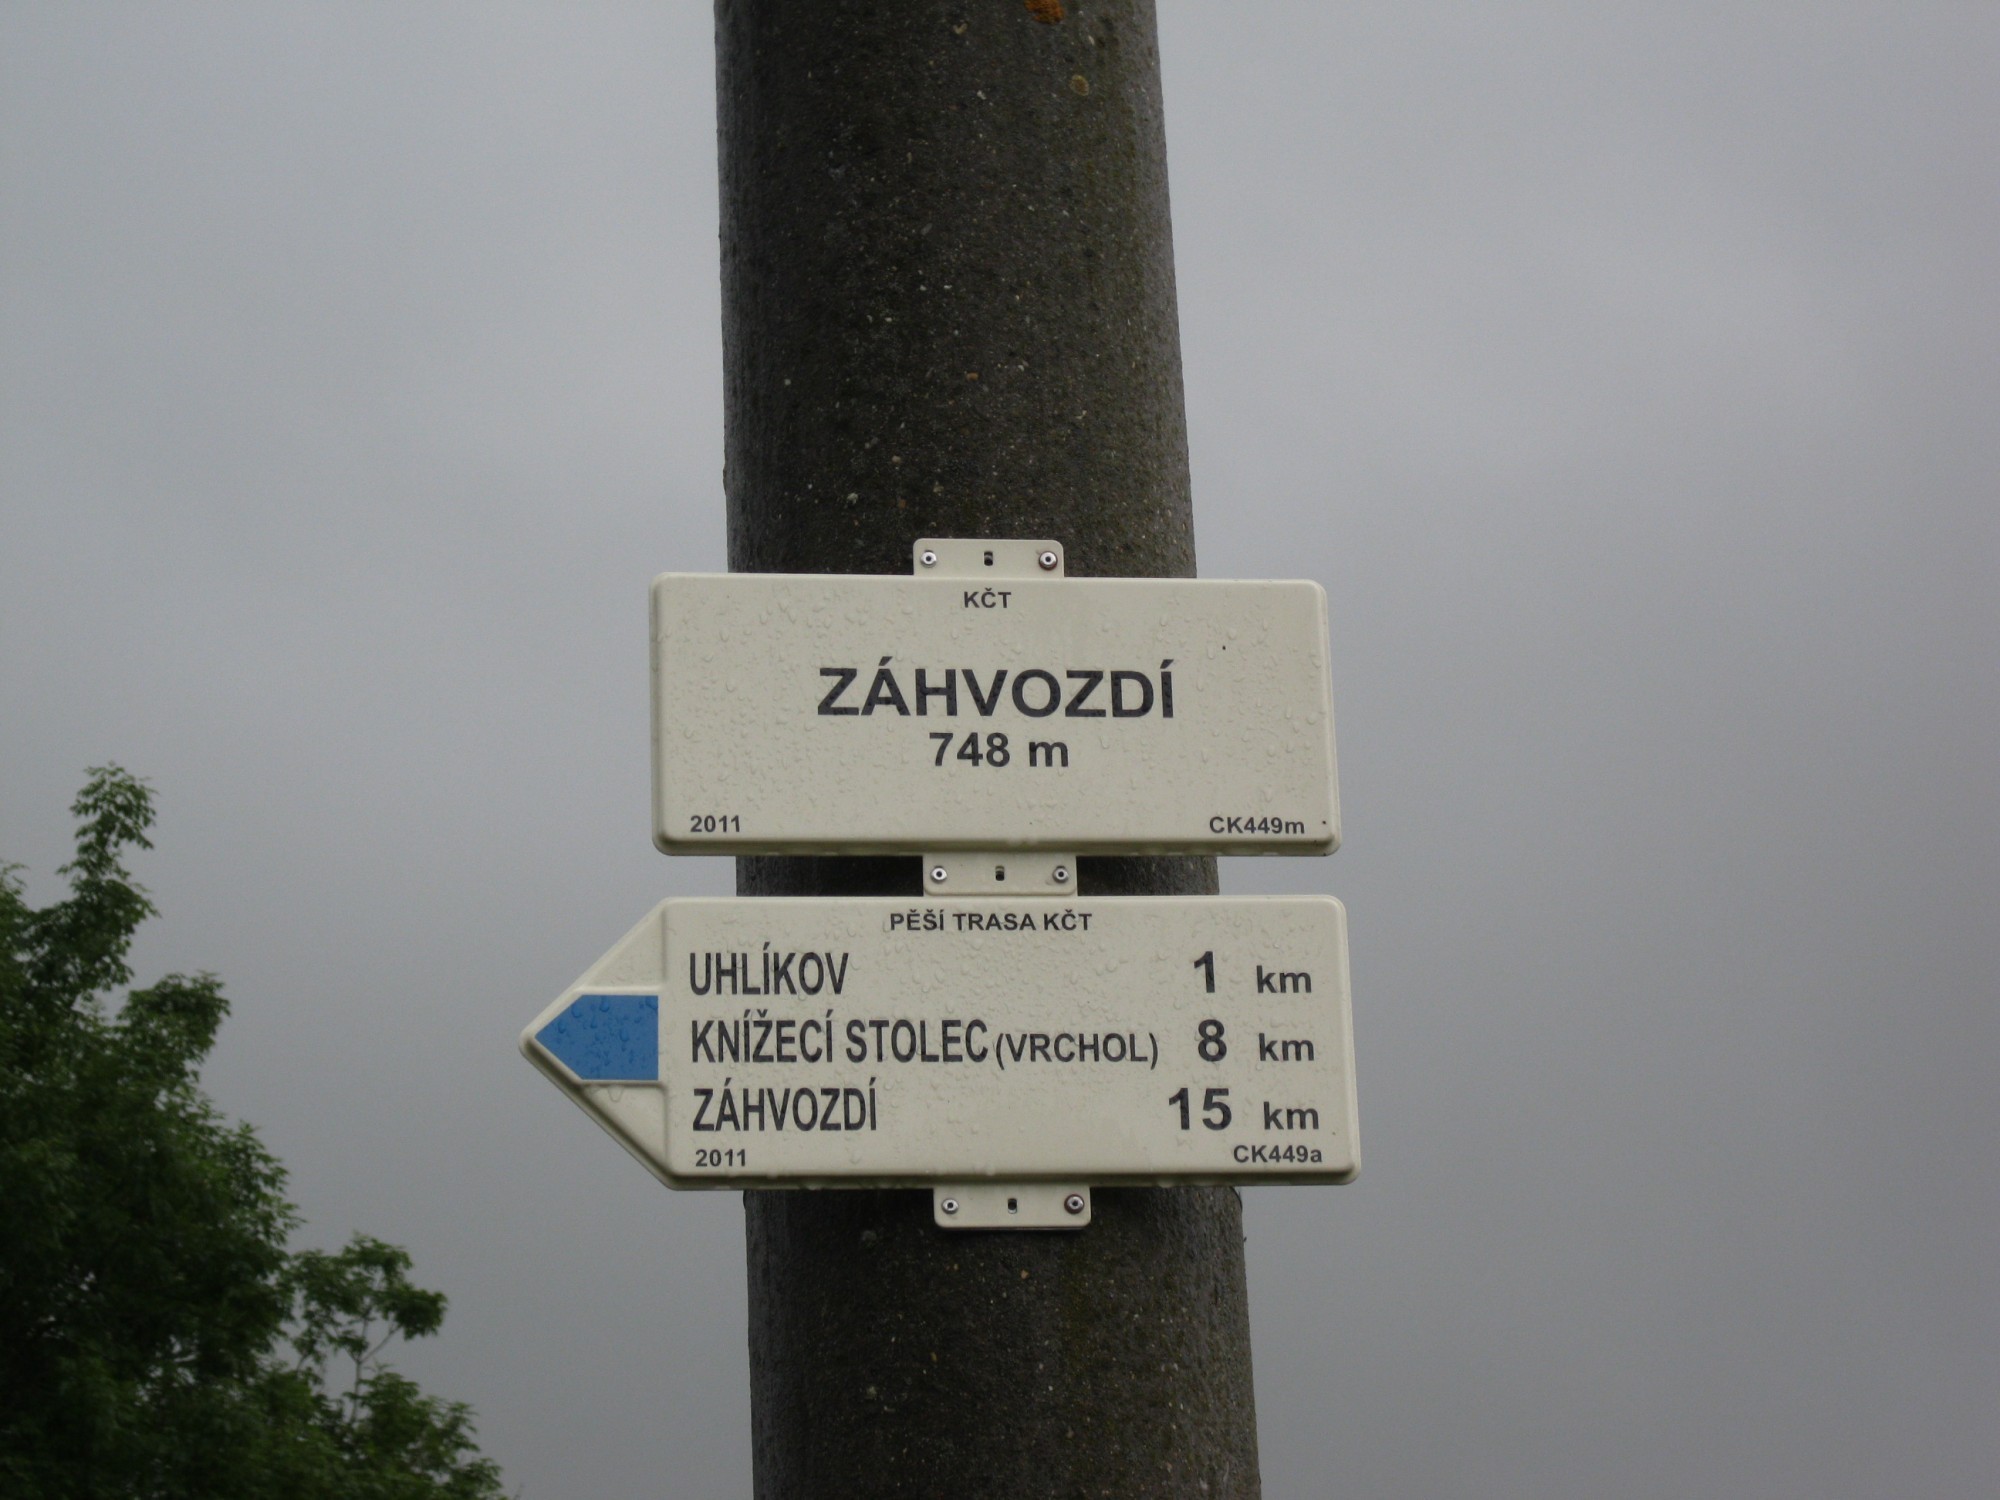 KČT
ZÁHVOZDÍ
748 m
2011 CK449m
PĚŠÍ TRASA KČT
UHLÍKOV 1 km
KNÍŽECÍ STOLEC (VRCHOL) 8 km
ZÁHVOZDÍ 15 km
2011 CK449a